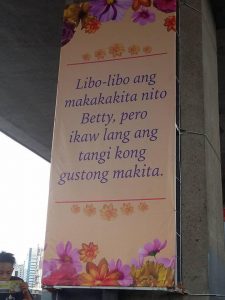 Libo-libo ang
makakakita nito
Betty, pero
ikaw lang ang
tangi kong
gustong makita.